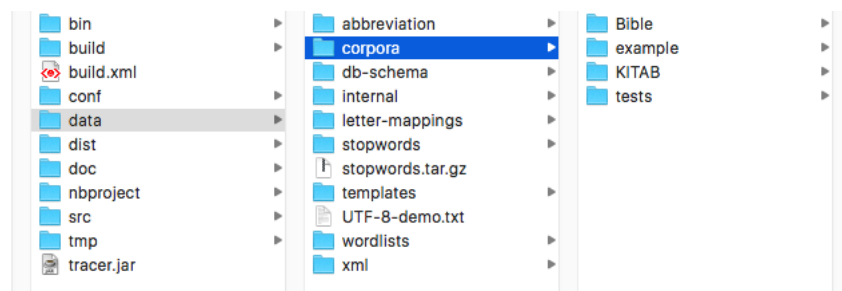 bin
build
build.xml
conf
data
dist
doc
nbproject
src
tmp
tracer.jar
abbreviation
corpora
db-schema
internal
letter-mappings
stopwords
stopwords.tar.gz
templates
UTF-8-demo.txt
wordlists
xml
Bible
example
KITAB
tests